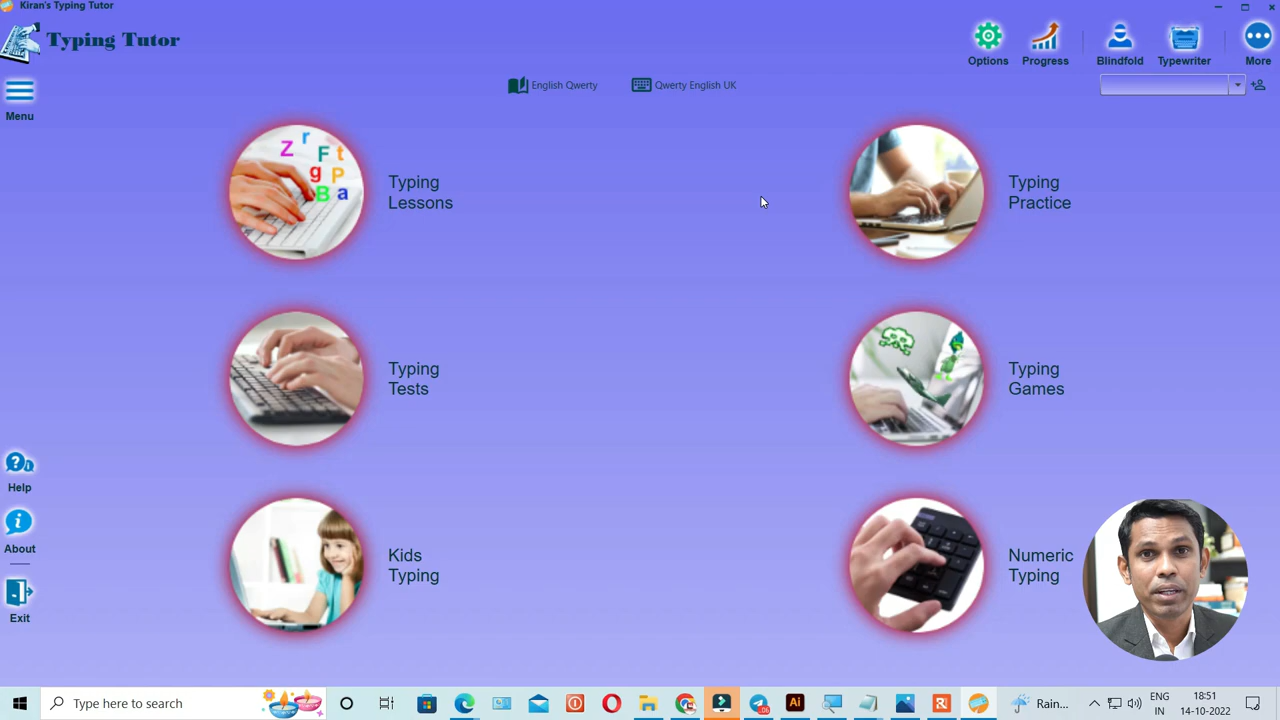 Kiran's Typing Tutor
Typing Tutor
Options
Progress
Blindfold
Typewriter
More
English Qwerty
Qwerty English UK
Menu
Z r F t g P B a
Typing
Lessons
Typing
Practice
Typing
Tests
Typing
Games
Help
About
Exit
Kids
Typing
Numeric
Typing
Type here to search
Rain...
ENG
IN
18:51
14-10-2022